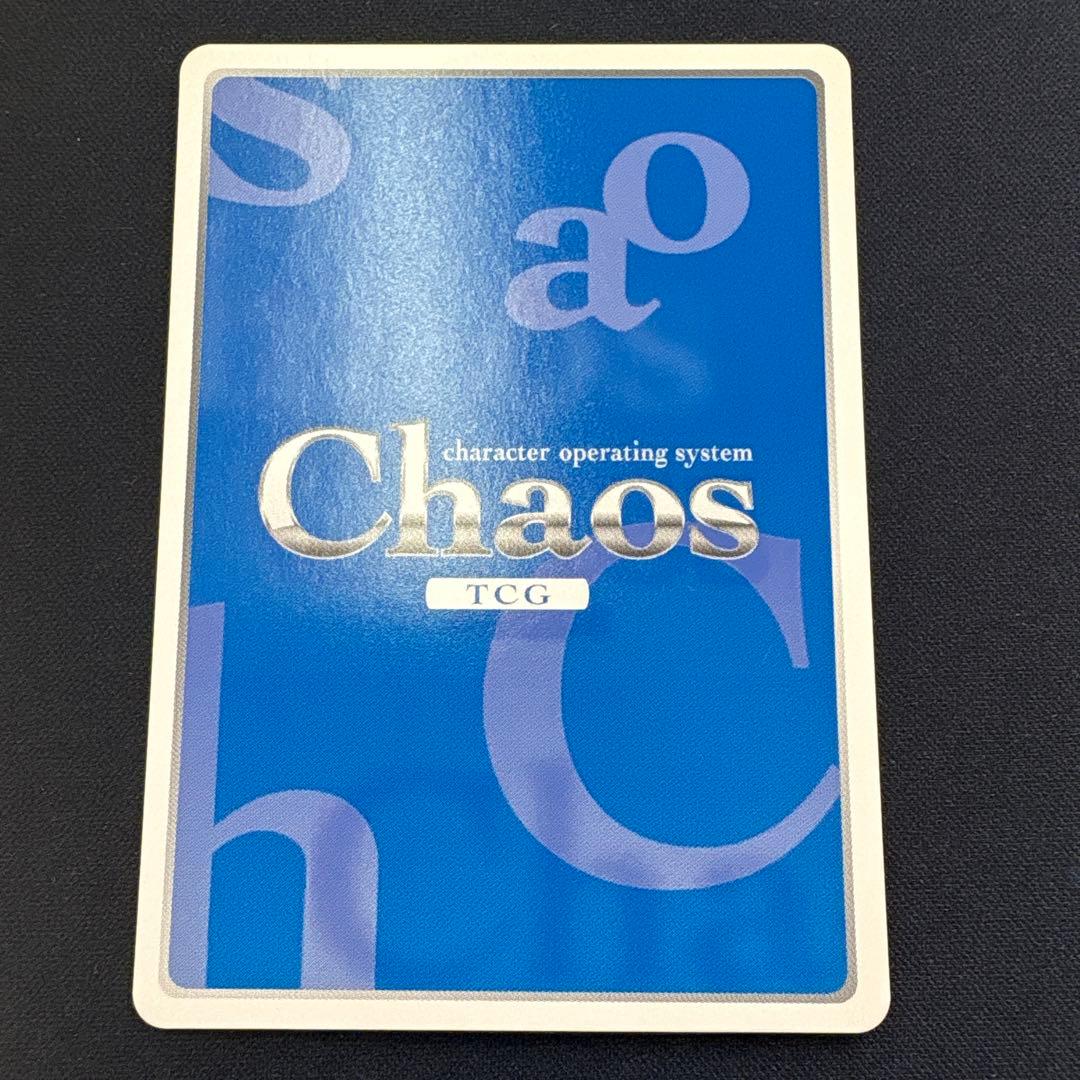 s
o
a
character operating system
Chaos
TCG
C
h